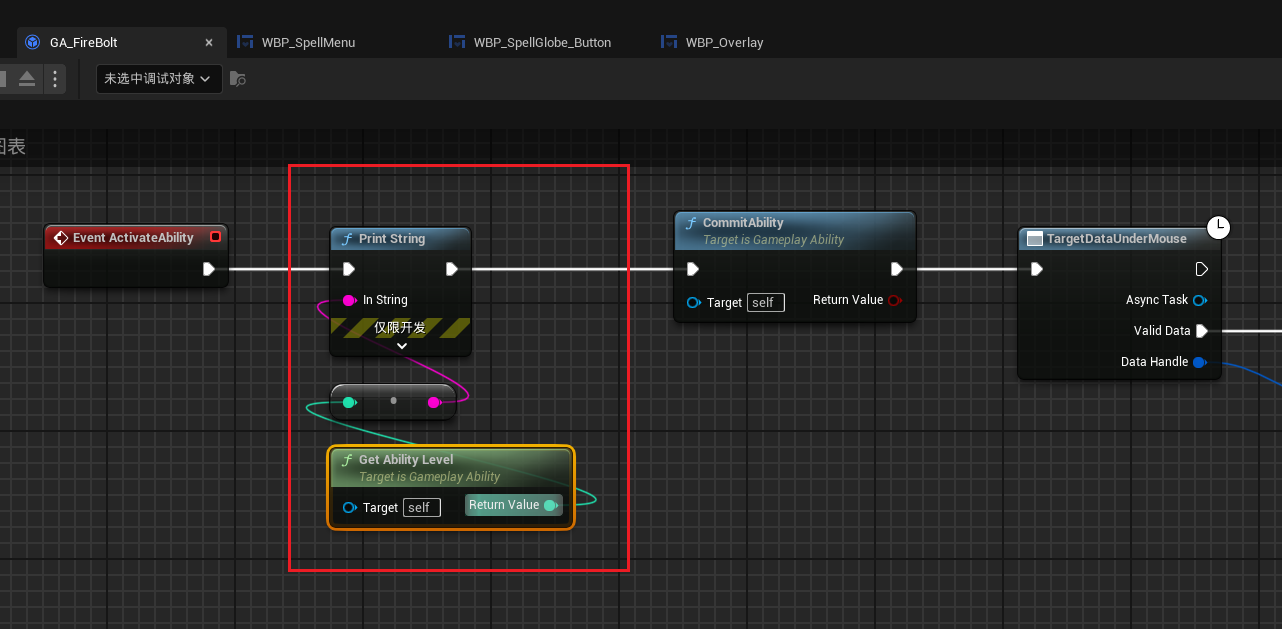 GA_FireBolt
WBP_SpellMenu
WBP_SpellGlobe_Button
WBP_Overlay
未选中调试对象
图表
Event ActivateAbility
Print String
In String
仅限开发
Get Ability Level
Target is Gameplay Ability
Target self
Return Value
CommitAbility
Target is Gameplay Ability
Target self
Return Value
TargetDataUnderMouse
Async Task
Valid Data
Data Handle